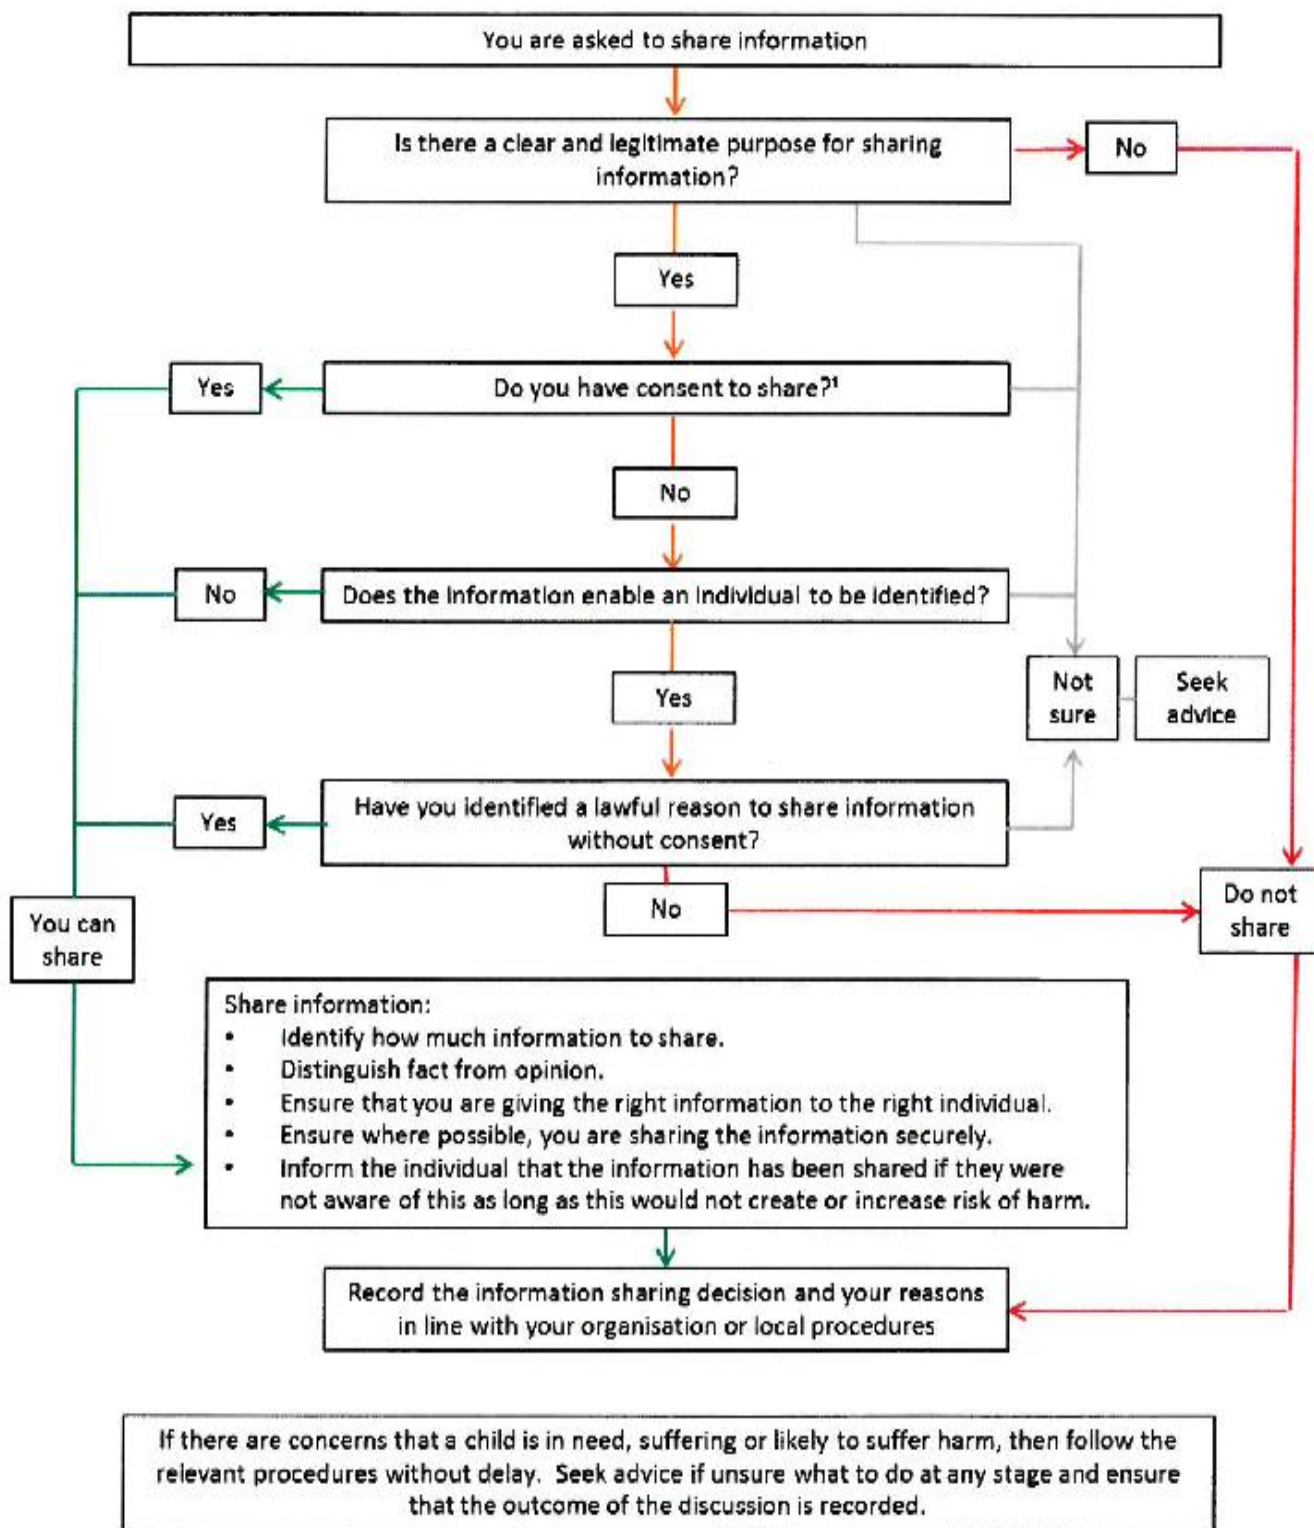 You are asked to share information
Is there a clear and legitimate purpose for sharing
information?
No
Yes
Yes
Do you have consent to share?¹
No
No
Does the information enable an individual to be identified?
Yes
Not
sure
Seek
advice
Yes
Have you identified a lawful reason to share information
without consent?
No
Do not
share
You can
share
Share information:
• Identify how much information to share.
• Distinguish fact from opinion.
• Ensure that you are giving the right information to the right individual.
• Ensure where possible, you are sharing the information securely.
• Inform the individual that the information has been shared if they were
not aware of this as long as this would not create or increase risk of harm.
Record the information sharing decision and your reasons
in line with your organisation or local procedures
If there are concerns that a child is in need, suffering or likely to suffer harm, then follow the
relevant procedures without delay. Seek advice if unsure what to do at any stage and ensure
that the outcome of the discussion is recorded.